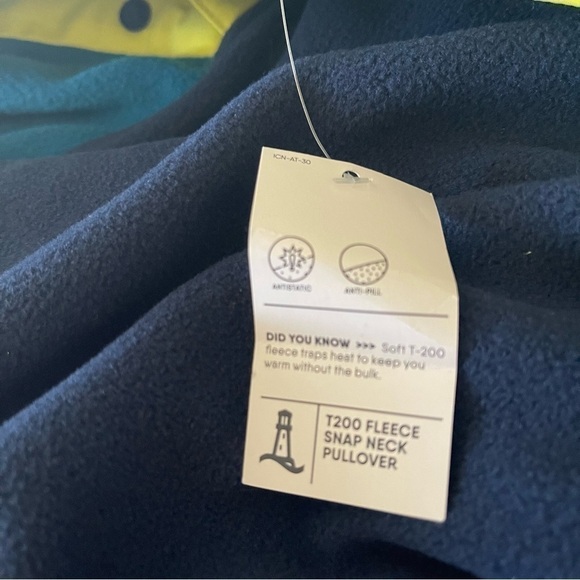 1CN-AT-30
ANTISTATIC
ANTI-PILL
DID YOU KNOW >>> Soft T-200
fleece traps heat to keep you
warm without the bulk.
T200 FLEECE
SNAP NECK
PULLOVER